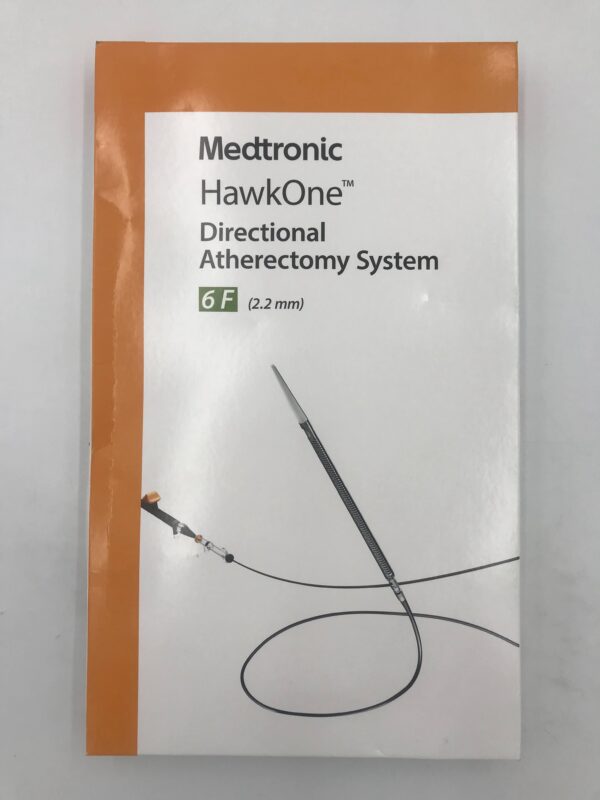 Medtronic
HawkOne™
Directional
Atherectomy System
6 F (2.2 mm)